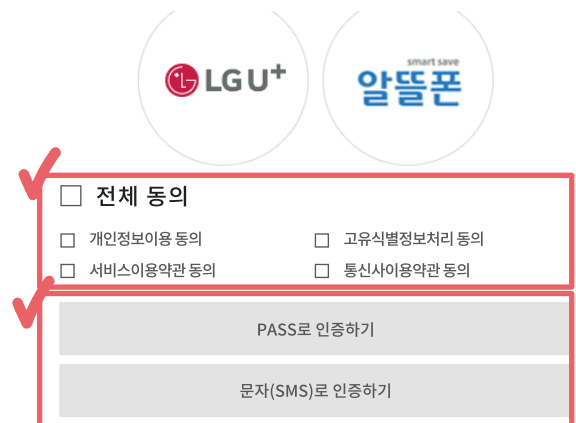 LG U+
smart save
알뜰폰
전체 동의
개인정보이용 동의
고유식별정보처리 동의
서비스이용약관 동의
통신사이용약관 동의
PASS로 인증하기
문자(SMS)로 인증하기